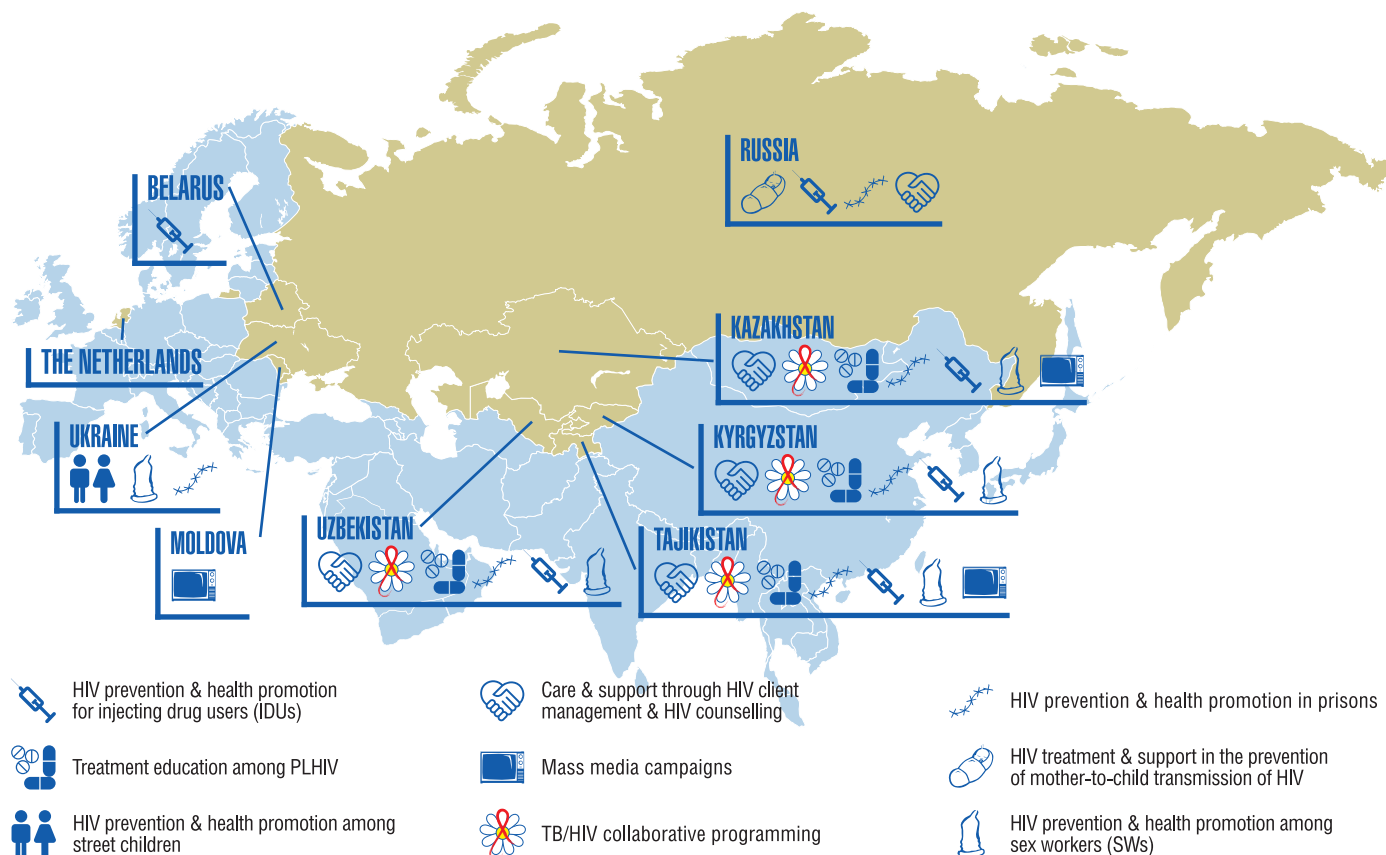 RUSSIA
BELARUS
KAZAKHSTAN
THE NETHERLANDS
UKRAINE
KYRGYZSTAN
UZBEKISTAN
TAJIKISTAN
MOLDOVA
HIV prevention & health promotion
for injecting drug users (IDUs)
Treatment education among PLHIV
HIV prevention & health promotion among
street children
Care & support through HIV client
management & HIV counselling
Mass media campaigns
TB/HIV collaborative programming
HIV prevention & health promotion in prisons
HIV treatment & support in the prevention
of mother-to-child transmission of HIV
HIV prevention & health promotion among
sex workers (SWs)